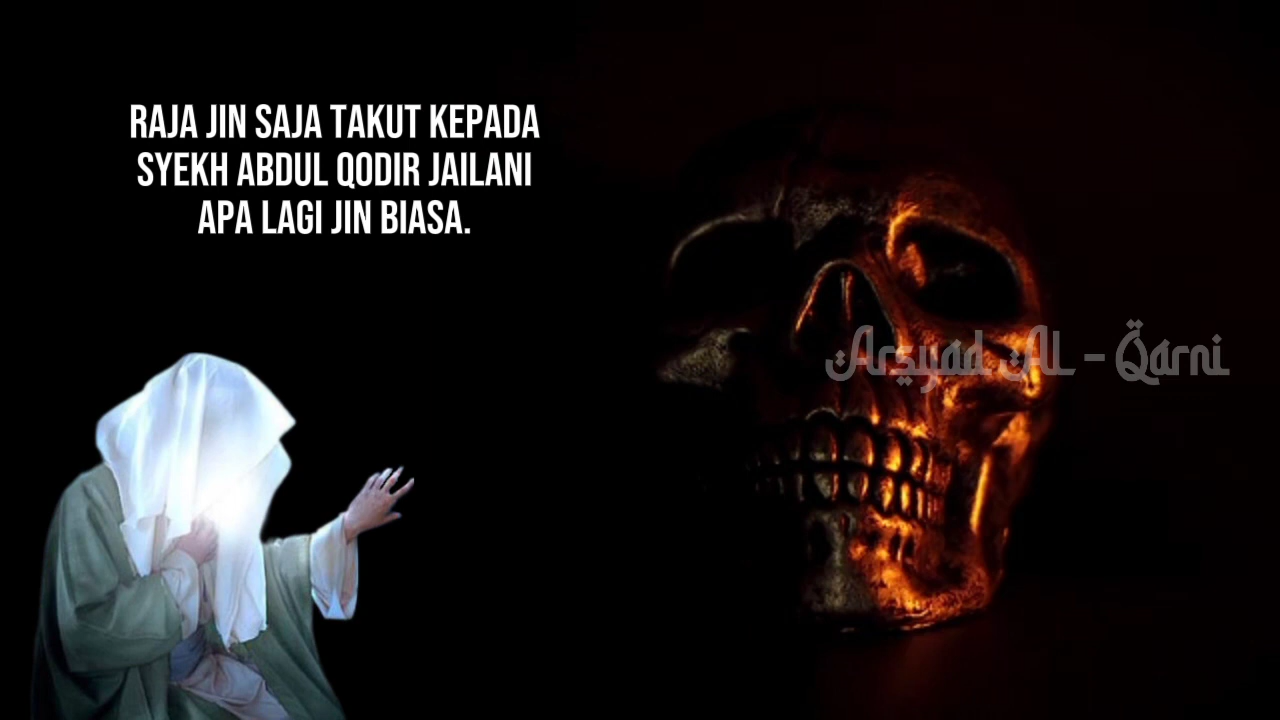 RAJA JIN SAJA TAKUT KEPADA
SYEKH ABDUL QODIR JAILANI
APA LAGI JIN BIASA.
Arsyad AL - Qarni